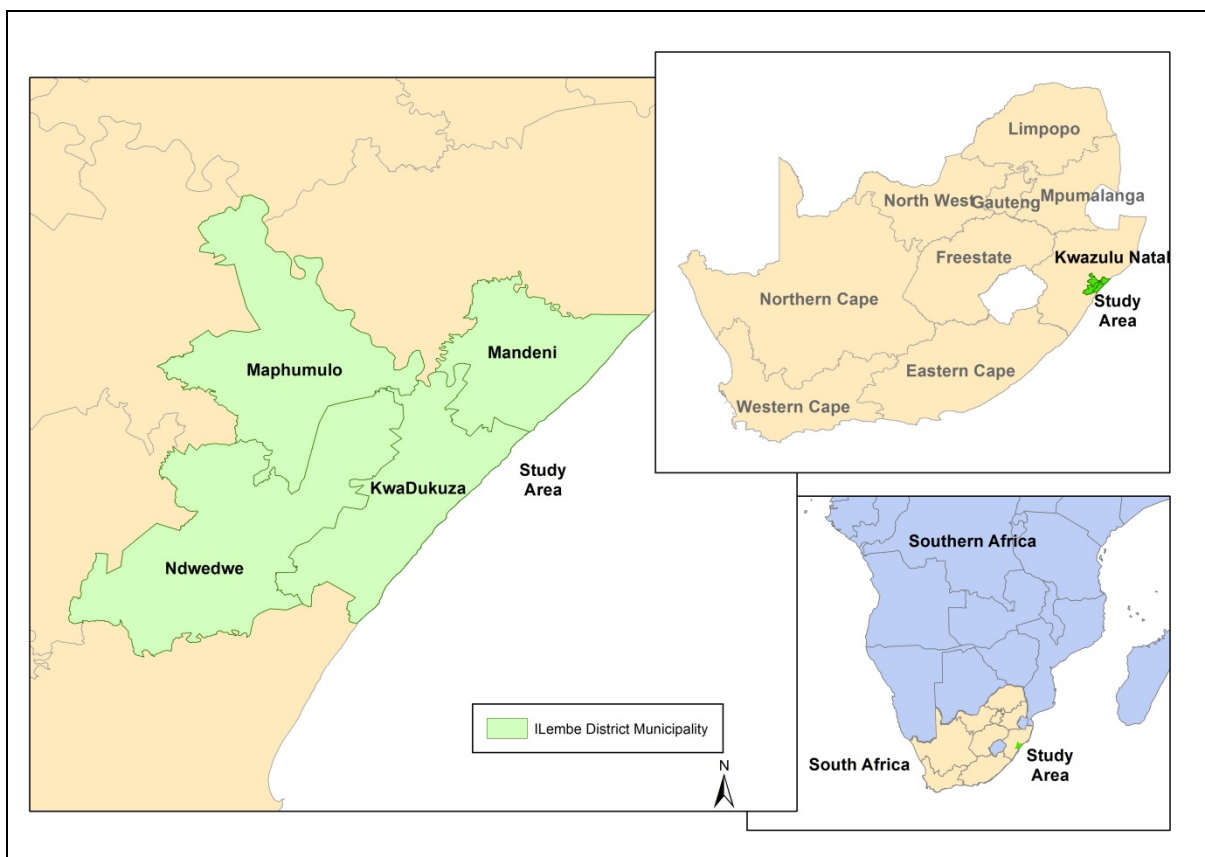 Maphumulo
Mandeni
KwaDukuza
Ndwedwe
Study
Area
ILembe District Municipality
N
Limpopo
North West
Gauteng
Mpumalanga
Freestate
Kwazulu Natal
Northern Cape
Study
Area
Eastern Cape
Western Cape
Southern Africa
South Africa
Study
Area